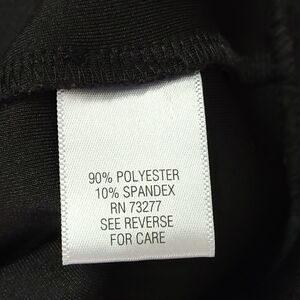 90% POLYESTER
10% SPANDEX
RN 73277
SEE REVERSE
FOR CARE